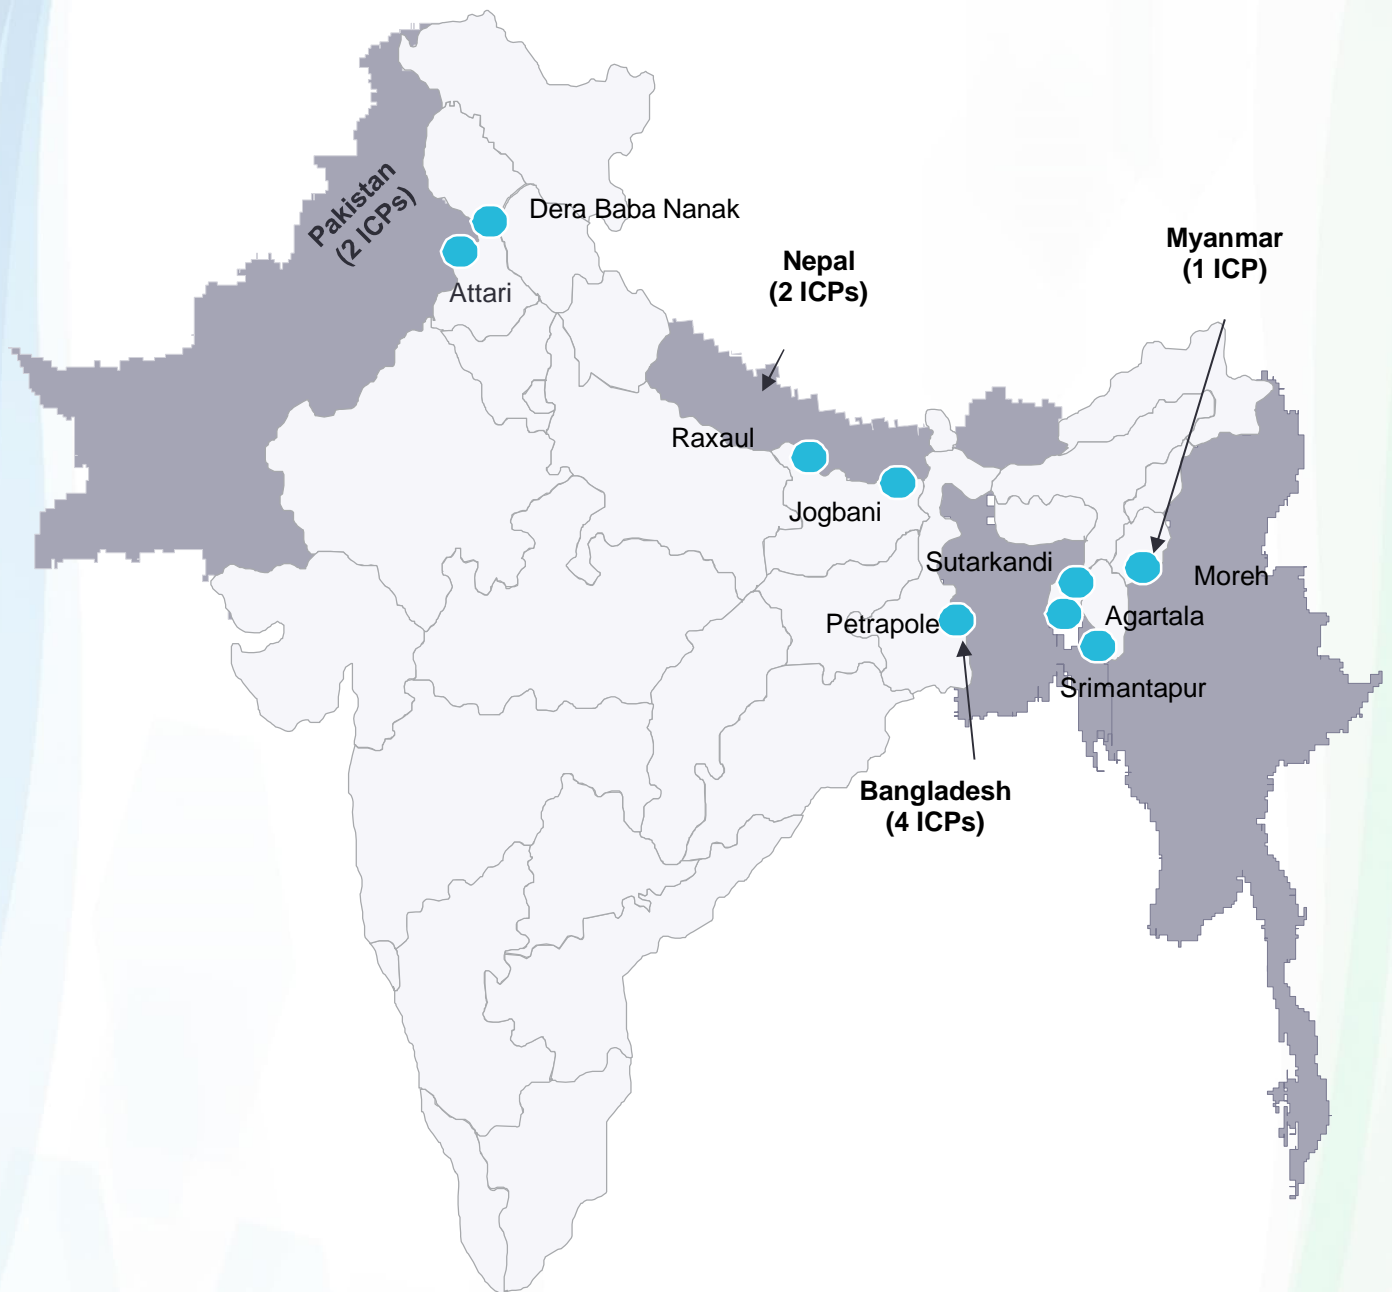 Pakistan
(2 ICPs)
Dera Baba Nanak
Attari
Nepal
(2 ICPs)
Myanmar
(1 ICP)
Raxaul
Jogbani
Sutarkandi
Moreh
Petrapole
Agartala
Srimantapur
Bangladesh
(4 ICPs)